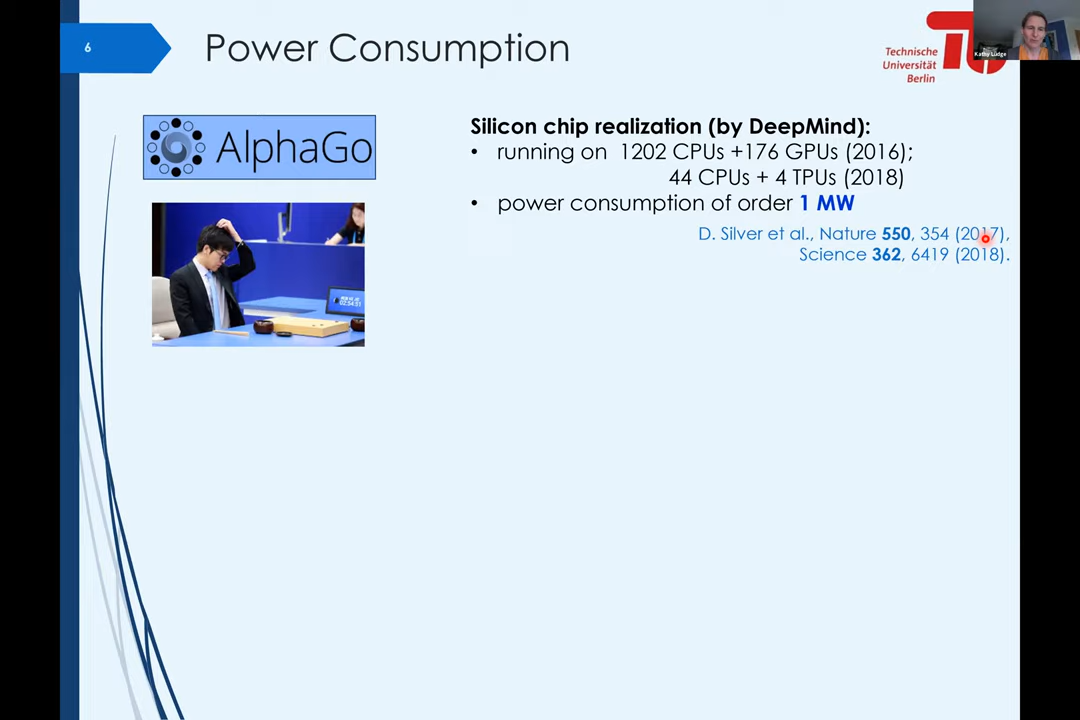 6
Power Consumption
Technische
Universität
Berlin
Kathy Lüdge
AlphaGo
Silicon chip realization (by DeepMind):
• running on 1202 CPUs +176 GPUs (2016);
44 CPUs + 4 TPUs (2018)
• power consumption of order 1 MW
D. Silver et al., Nature 550, 354 (2017),
Science 362, 6419 (2018).